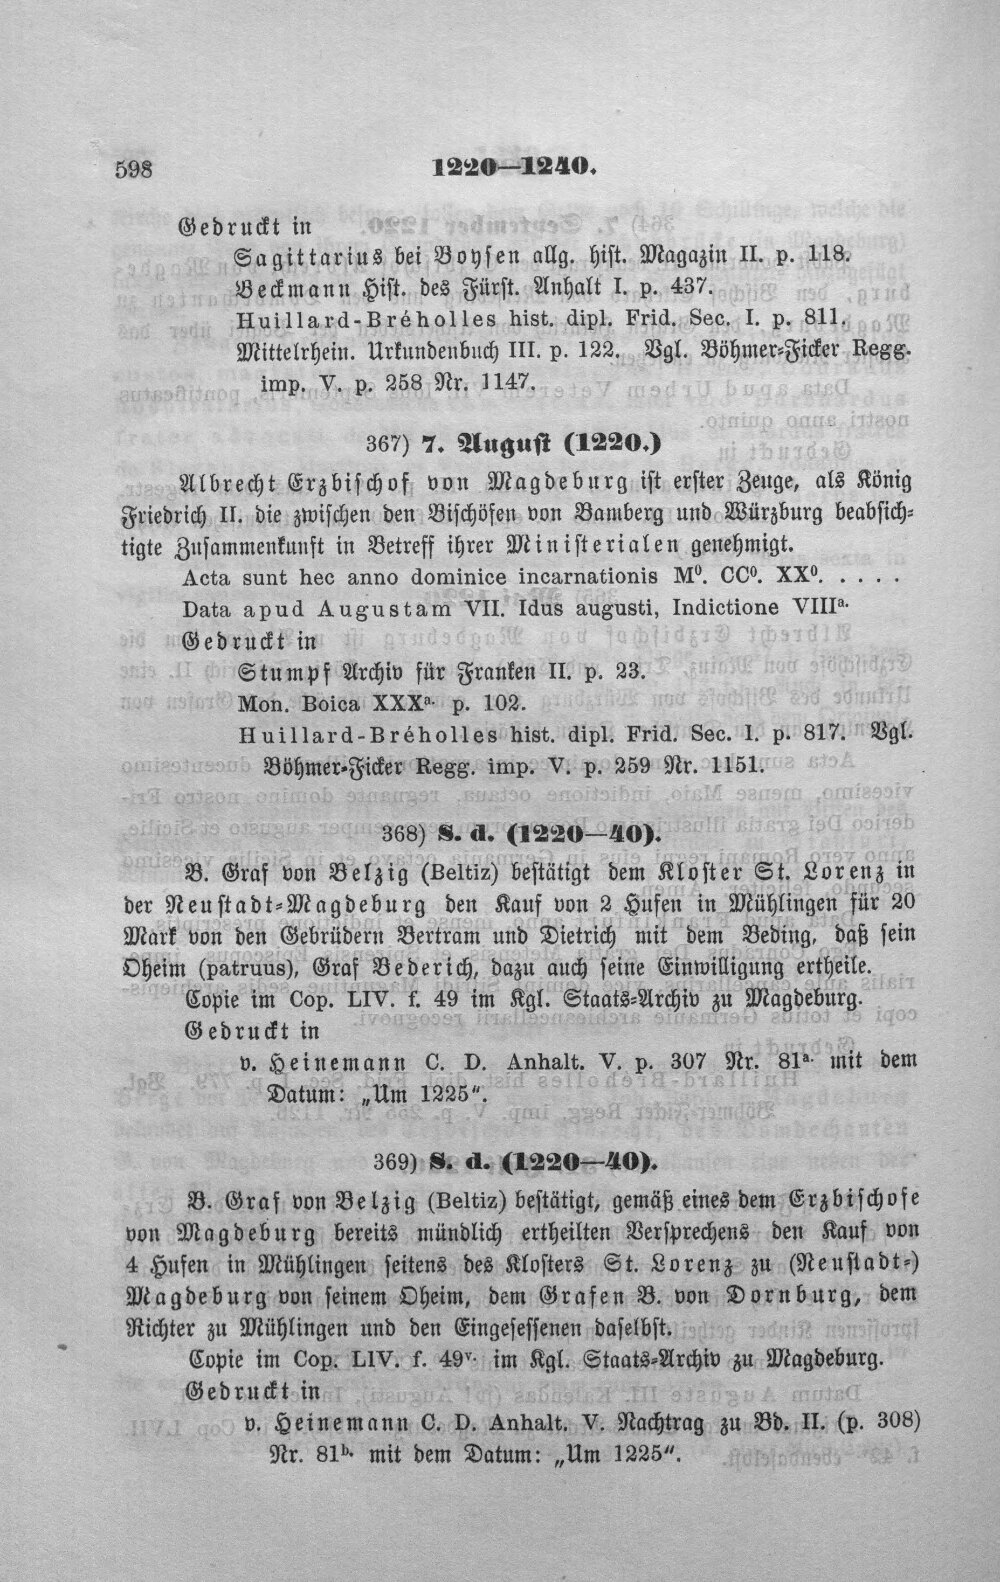 598 1220—1240.
Gedruckt in
Sagittarius bei Boysen allg. hist. Magazin II. p. 118.
Beckmann Hist. des Fürst. Anhalt I. p. 437.
Huillard-Bréholles hist. dipl. Frid. Sec. I. p. 811.
Mittelrhein. Urkundenbuch III. p. 122. Vgl. Böhmer-Ficker Regg.
imp. V. p. 258 Nr. 1147.
367) 7. August (1220.)
Albrecht Erzbischof von Magdeburg ist erster Zeuge, als König
Friedrich II. die zwischen den Bischöfen von Bamberg und Würzburg beabsich-
tigte Zusammenkunft in Betreff ihrer Ministerialen genehmigt.
Acta sunt hec anno dominice incarnationis M⁰. CC⁰. XX⁰. . . . .
Data apud Augustam VII. Idus augusti, Indictione VIIIᵃ·
Gedruckt in
Stumpf Archiv für Franken II. p. 23.
Mon. Boica XXXᵃ· p. 102.
Huillard-Bréholles hist. dipl. Frid. Sec. I. p. 817. Vgl.
Böhmer-Ficker Regg. imp. V. p. 259 Nr. 1151.
368) S. d. (1220—40).
B. Graf von Belzig (Beltiz) bestätigt dem Kloster St. Lorenz in
der Neustadt-Magdeburg den Kauf von 2 Hufen in Mühlingen für 20
Mark von den Gebrüdern Bertram und Dietrich mit dem Beding, daß sein
Oheim (patruus), Graf Bederich, dazu auch seine Einwilligung ertheile.
Copie im Cop. LIV. f. 49 im Kgl. Staats-Archiv zu Magdeburg.
Gedruckt in
v. Heinemann C. D. Anhalt. V. p. 307 Nr. 81ᵃ· mit dem
Datum: „Um 1225“.
369) S. d. (1220—40).
B. Graf von Belzig (Beltiz) bestätigt, gemäß eines dem Erzbischofe
von Magdeburg bereits mündlich ertheilten Versprechens den Kauf von
4 Hufen in Mühlingen seitens des Klosters St. Lorenz zu (Neustadt-)
Magdeburg von seinem Oheim, dem Grafen B. von Dornburg, dem
Richter zu Mühlingen und den Eingesessenen daselbst.
Copie im Cop. LIV. f. 49ᵛ· im Kgl. Staats-Archiv zu Magdeburg.
Gedruckt in
v. Heinemann C. D. Anhalt. V. Nachtrag zu Bd. II. (p. 308)
Nr. 81ᵇ· mit dem Datum: „Um 1225“.